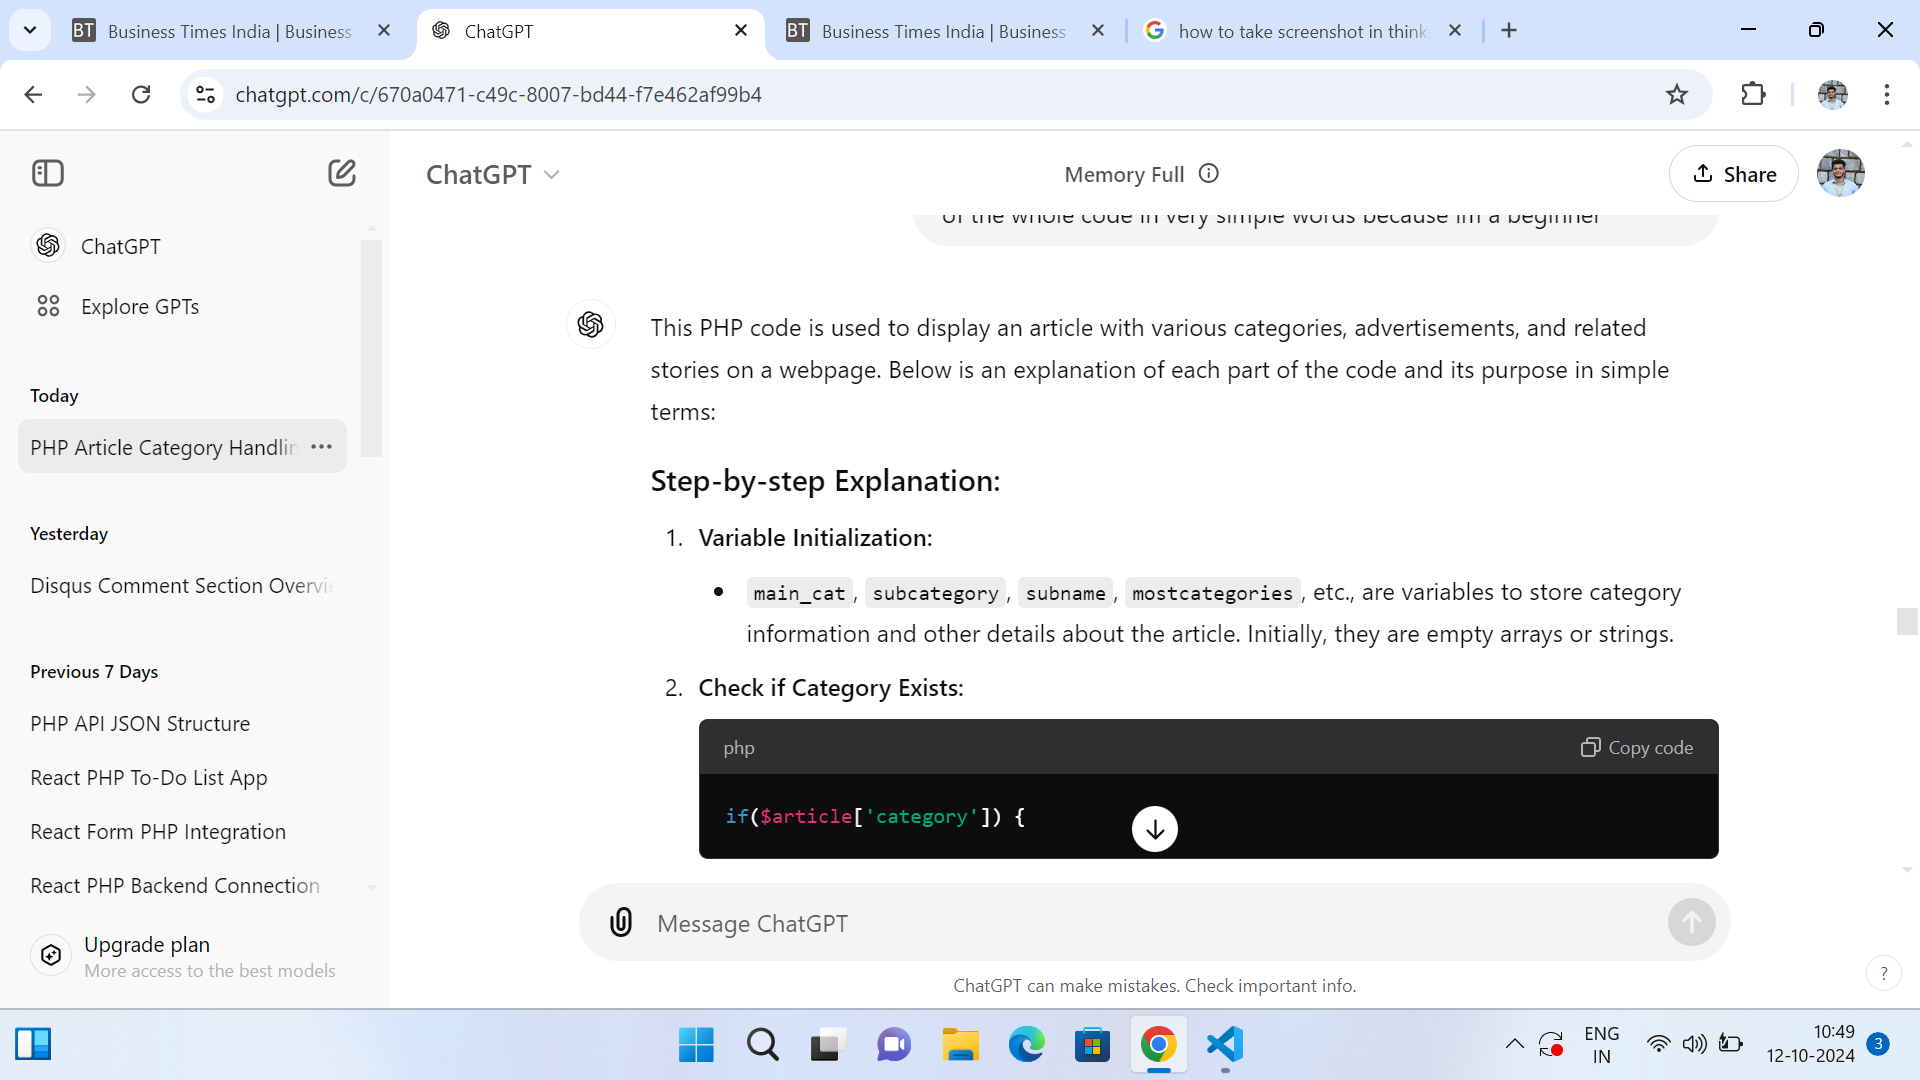 BT Business Times India | Business
ChatGPT
BT Business Times India | Business
how to take screenshot in think
chatgpt.com/c/670a0471-c49c-8007-bd44-f7e462af99b4
ChatGPT
Memory Full
Share
of the whole code in very simple words because im a beginner
ChatGPT
Explore GPTs
Today
PHP Article Category Handlin
Yesterday
Disqus Comment Section Overvie
Previous 7 Days
PHP API JSON Structure
React PHP To-Do List App
React Form PHP Integration
React PHP Backend Connection
Upgrade plan
More access to the best models
This PHP code is used to display an article with various categories, advertisements, and related
stories on a webpage. Below is an explanation of each part of the code and its purpose in simple
terms:
Step-by-step Explanation:
1. Variable Initialization:
• main_cat, subcategory, subname, mostcategories, etc., are variables to store category
information and other details about the article. Initially, they are empty arrays or strings.
2. Check if Category Exists:
php
Copy code
if($article['category']) {
Message ChatGPT
ChatGPT can make mistakes. Check important info.
?
ENG
IN
10:49
12-10-2024
3